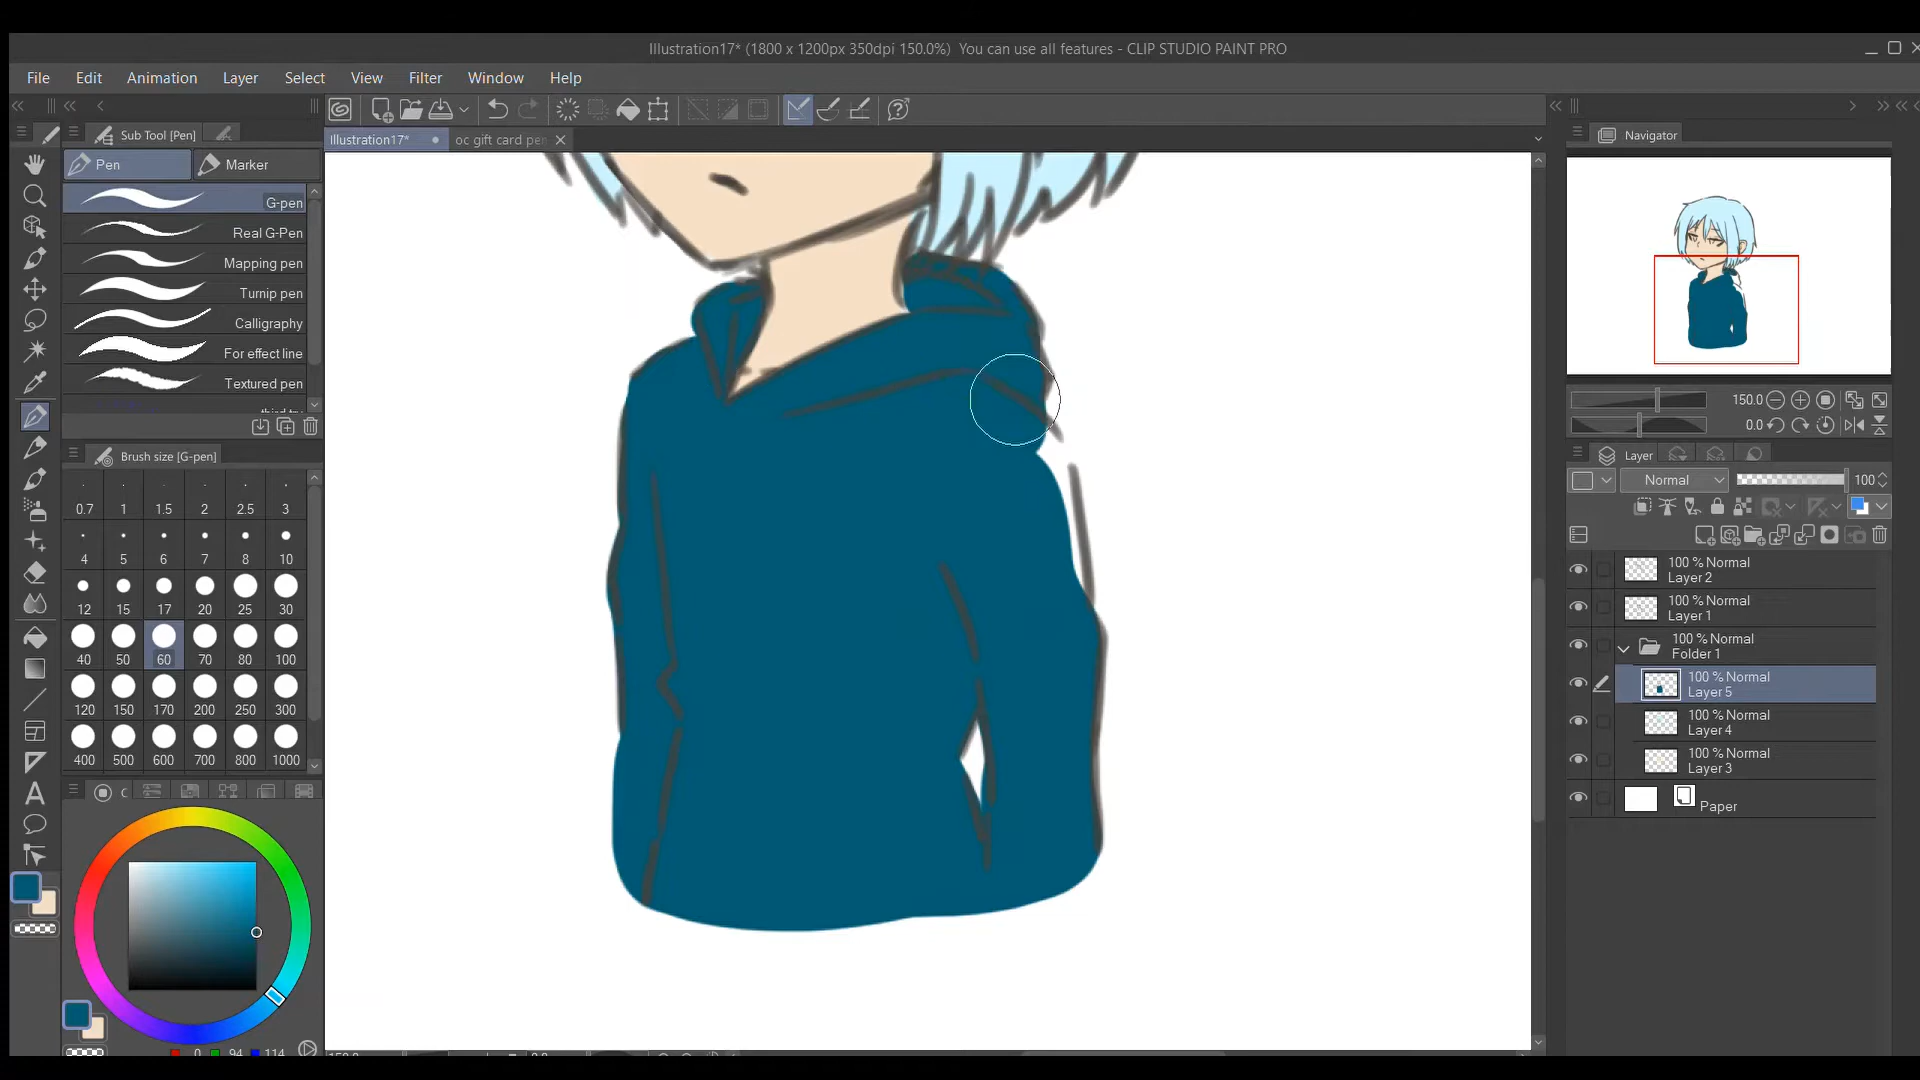 Illustration17* (1800 x 1200px 350dpi 150.0%)  You can use all features - CLIP STUDIO PAINT PRO
File Edit Animation Layer Select View Filter Window Help
Sub Tool [Pen]
Illustration17* oc gift card pen
Navigator
Pen Marker
G-pen
Real G-Pen
Mapping pen
Turnip pen
Calligraphy
For effect line
Textured pen
150.0
0.0
Brush size [G-pen]
0.7 1 1.5 2 2.5 3
4 5 6 7 8 10
12 15 17 20 25 30
40 50 60 70 80 100
120 150 170 200 250 300
400 500 600 700 800 1000
Layer
Normal 100
100 % Normal
Layer 2
100 % Normal
Layer 1
100 % Normal
Folder 1
100 % Normal
Layer 5
100 % Normal
Layer 4
100 % Normal
Layer 3
Paper
C
0 94 114